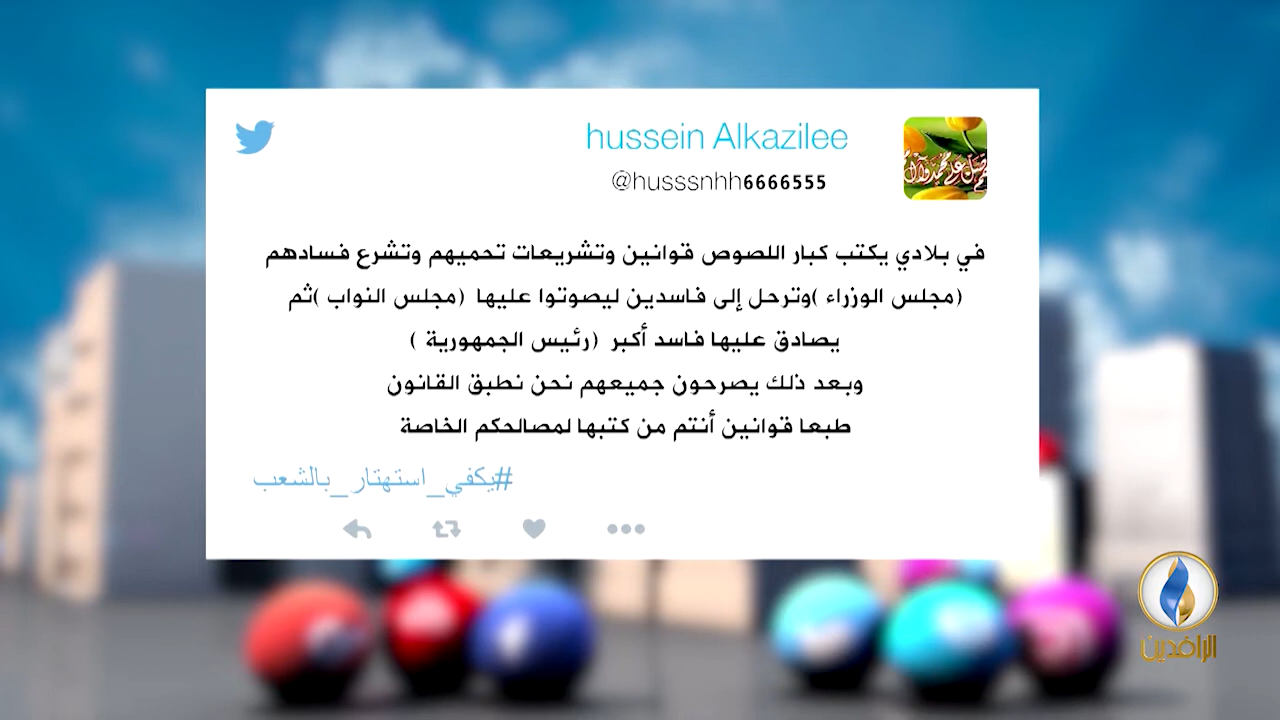 hussein Alkazilee
@husssnhh6666555
في بلادي يكتب كبار اللصوص قوانين وتشريعات تحميهم وتشرع فسادهم
(مجلس الوزراء )وترحل إلى فاسدين ليصوتوا عليها (مجلس النواب )ثم
يصادق عليها فاسد أكبر (رئيس الجمهورية )
وبعد ذلك يصرحون جميعهم نحن نطبق القانون
طبعا قوانين أنتم من كتبها لمصالحكم الخاصة
#يكفي_استهتار_بالشعب
الرافدين